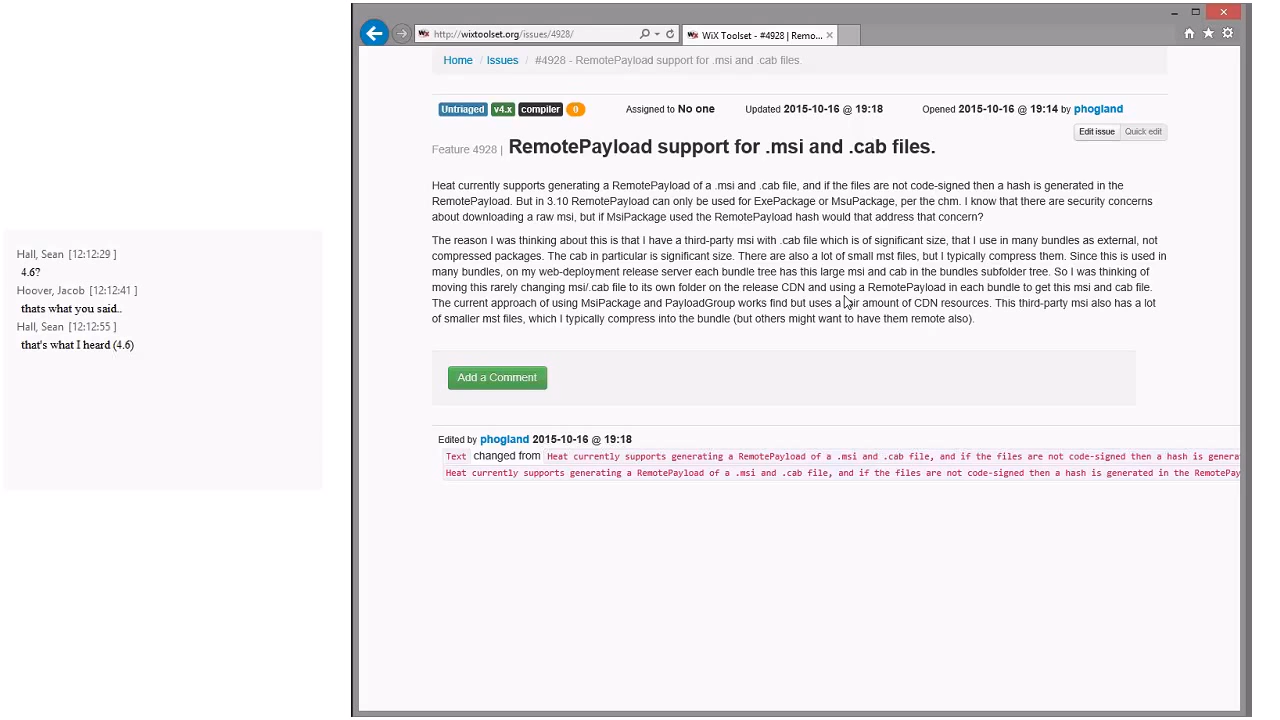 Hall, Sean [12:12:29 ]
4.6?
Hoover, Jacob [12:12:41 ]
thats what you said..
Hall, Sean [12:12:55 ]
that's what I heard (4.6)
http://wixtoolset.org/issues/4928/
WiX Toolset - #4928 | Remo...
Home / Issues / #4928 - RemotePayload support for .msi and .cab files.
Untriaged v4.x compiler 0 Assigned to No one Updated 2015-10-16 @ 19:18 Opened 2015-10-16 @ 19:14 by phogland
Edit issue Quick edit
Feature 4928 | RemotePayload support for .msi and .cab files.
Heat currently supports generating a RemotePayload of a .msi and .cab file, and if the files are not code-signed then a hash is generated in the
RemotePayload. But in 3.10 RemotePayload can only be used for ExePackage or MsuPackage, per the chm. I know that there are security concerns
about downloading a raw msi, but if MsiPackage used the RemotePayload hash would that address that concern?
The reason I was thinking about this is that I have a third-party msi with .cab file which is of significant size, that I use in many bundles as external, not
compressed packages. The cab in particular is significant size. There are also a lot of small mst files, but I typically compress them. Since this is used in
many bundles, on my web-deployment release server each bundle tree has this large msi and cab in the bundles subfolder tree. So I was thinking of
moving this rarely changing msi/.cab file to its own folder on the release CDN and using a RemotePayload in each bundle to get this msi and cab file.
The current approach of using MsiPackage and PayloadGroup works find but uses a amount of CDN resources. This third-party msi also has a lot
of smaller mst files, which I typically compress into the bundle (but others might want to have them remote also).
Add a Comment
Edited by phogland 2015-10-16 @ 19:18
Text changed from Heat currently supports generating a RemotePayload of a .msi and .cab file, and if the files are not code-signed then a hash is genera
Heat currently supports generating a RemotePayload of a .msi and .cab file, and if the files are not code-signed then a hash is generated in the RemotePay